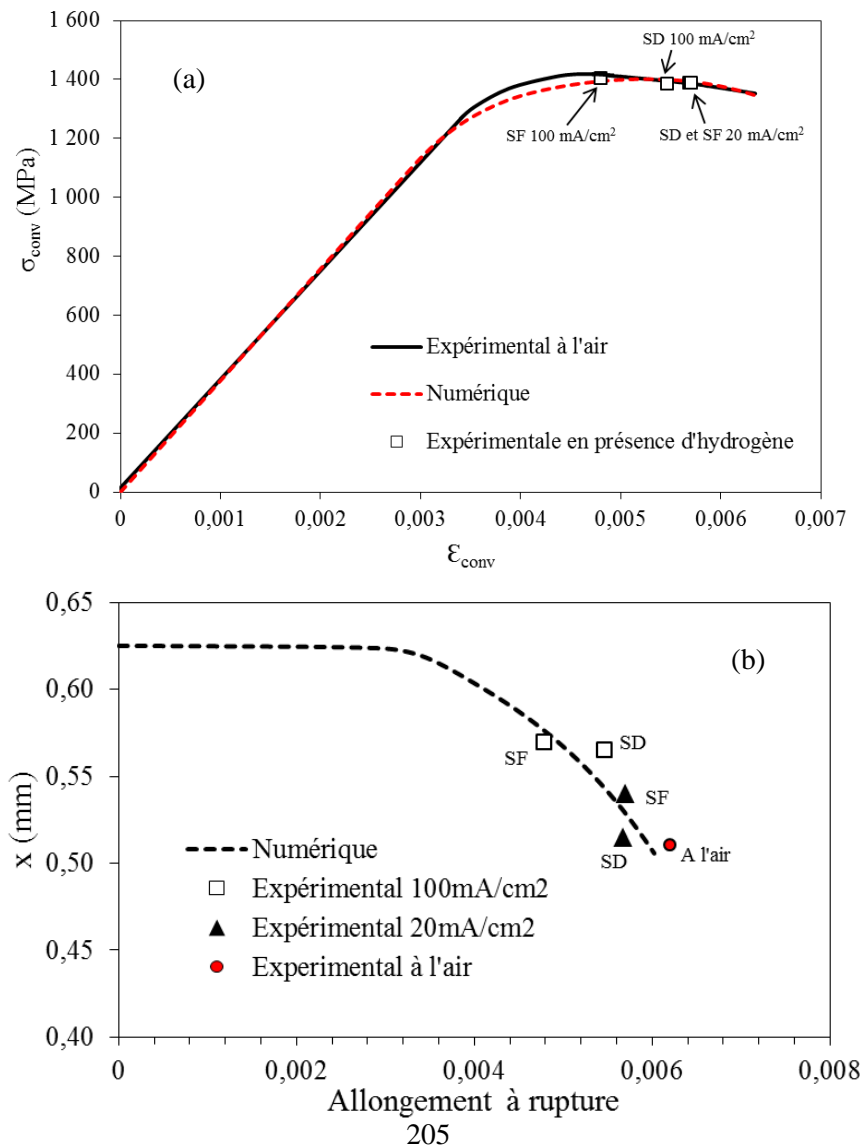 1 600
1 400
1 200
1 000
800
600
400
200
0
σconv (MPa)
(a)
SD 100 mA/cm²
SF 100 mA/cm²
SD et SF 20 mA/cm²
Expérimental à l'air
Numérique
Expérimentale en présence d'hydrogène
0 0,001 0,002 0,003 0,004 0,005 0,006 0,007
Ɛconv
0,65
0,60
0,55
0,50
0,45
0,40
x (mm)
(b)
SF
SD
SF
SD
A l'air
Numérique
Expérimental 100mA/cm2
Expérimental 20mA/cm2
Experimental à l'air
0 0,002 0,004 0,006 0,008
Allongement à rupture
205